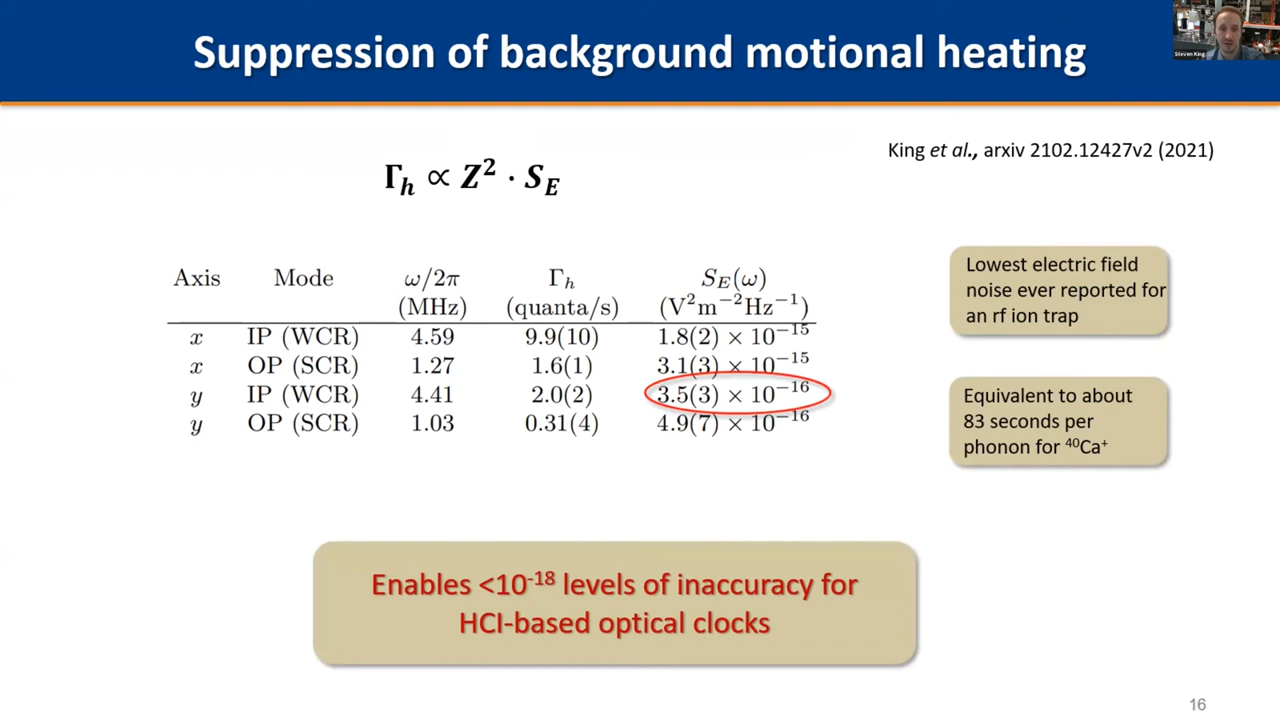 Suppression of background motional heating
Steven King
King et al., arxiv 2102.12427v2 (2021)
Γₕ ∝ Z² · S_E
Axis Mode ω/2π Γₕ S_E(ω)
(MHz) (quanta/s) (V²m⁻²Hz⁻¹)
x IP (WCR) 4.59 9.9(10) 1.8(2) × 10⁻¹⁵
x OP (SCR) 1.27 1.6(1) 3.1(3) × 10⁻¹⁵
y IP (WCR) 4.41 2.0(2) 3.5(3) × 10⁻¹⁶
y OP (SCR) 1.03 0.31(4) 4.9(7) × 10⁻¹⁶
Lowest electric field
noise ever reported for
an rf ion trap
Equivalent to about
83 seconds per
phonon for ⁴⁰Ca⁺
Enables <10⁻¹⁸ levels of inaccuracy for
HCI-based optical clocks
16